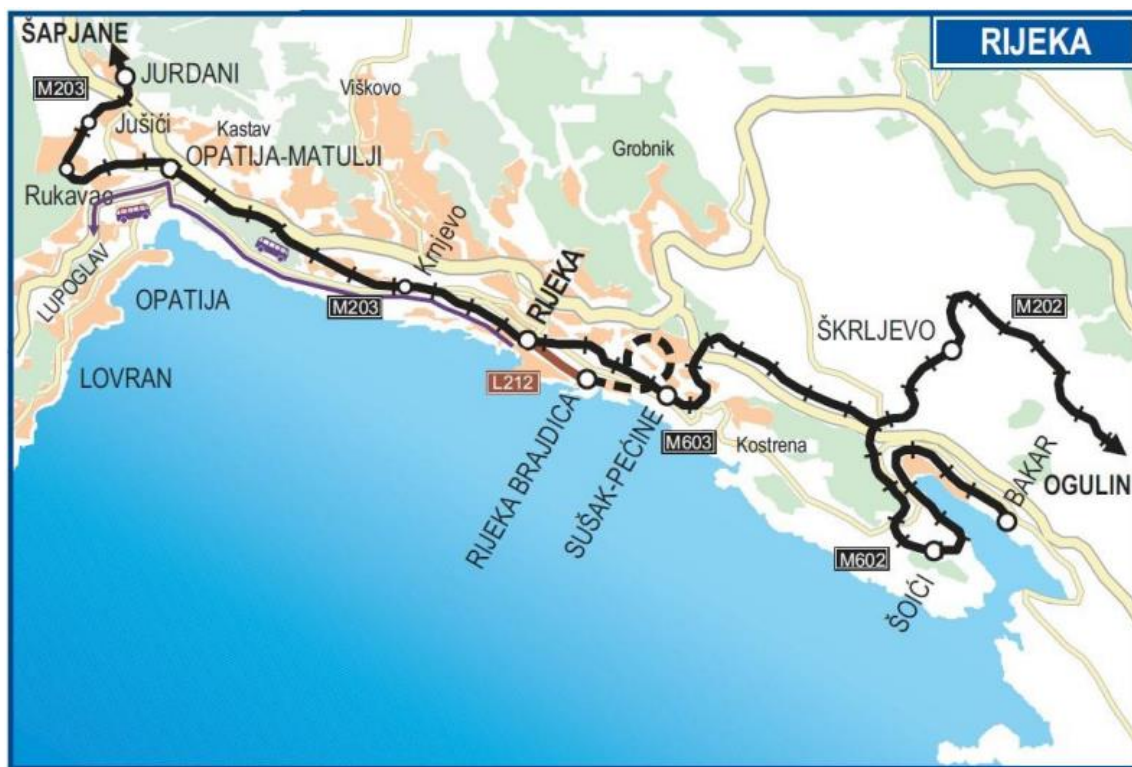 RIJEKA
ŠAPJANE
JURDANI
M203
Jušići
Kastav
Viškovo
OPATIJA-MATULJI
Grobnik
Rukavac
LUPOGLAV
Krnjevo
OPATIJA
M203
RIJEKA
ŠKRLJEVO
M202
LOVRAN
L212
RIJEKA BRAJDICA
SUŠAK-PEĆINE
M603
Kostrena
BAKAR
OGULIN
M602
ŠOIĆI